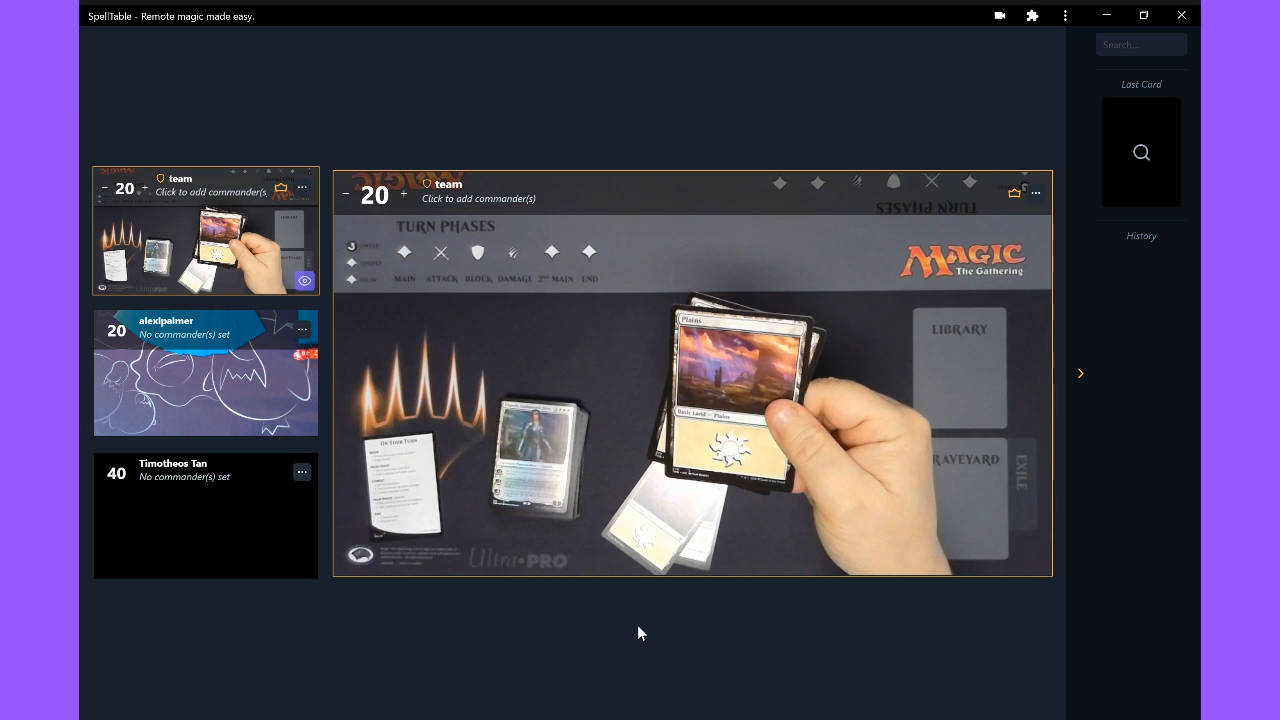 SpellTable - Remote magic made easy.
Search...
Last Card
History
− 20 +
team
Click to add commander(s,
LIBRARY
20
alexlpalmer
No commander(s) set
40
Timotheos Tan
No commander(s) set
− 20 +
team
Click to add commander(s)
TURN PHASES
TURN PHASES
MAIN ATTACK BLOCK DAMAGE 2ND MAIN END
MAGIC
The Gathering
Plains
Basic Land — Plains
LIBRARY
RAVEYARD
EXILE
ON YOUR TURN
Ultra•PRO